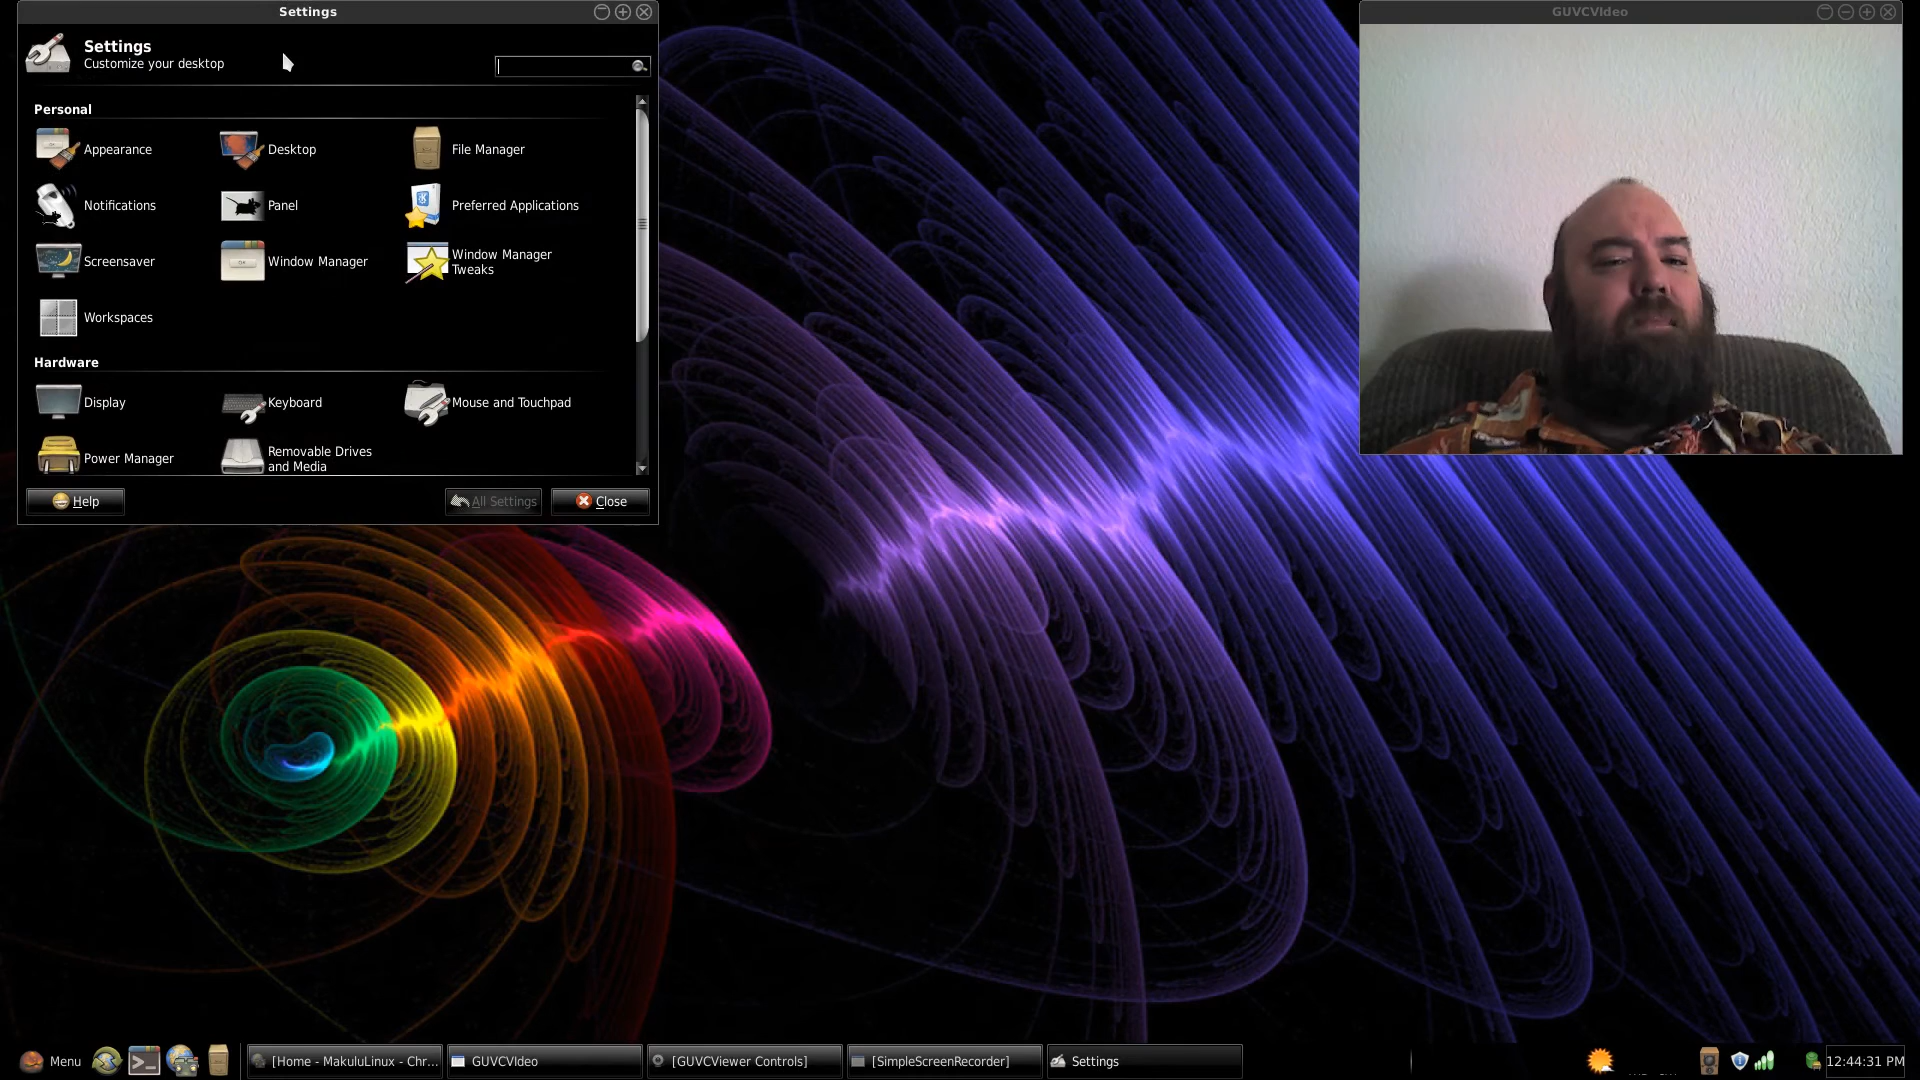 Settings
GUVCVIdeo
Settings
Customize your desktop
Personal
Appearance
Desktop
File Manager
Notifications
Panel
Preferred Applications
Screensaver
Window Manager
Window Manager
Tweaks
Workspaces
Hardware
Display
Keyboard
Mouse and Touchpad
Power Manager
Removable Drives
and Media
Help
All Settings
Close
Menu
[Home - MakuluLinux - Chr...
GUVCVIdeo
[GUVCViewer Controls]
[SimpleScreenRecorder]
Settings
12:44:31 PM